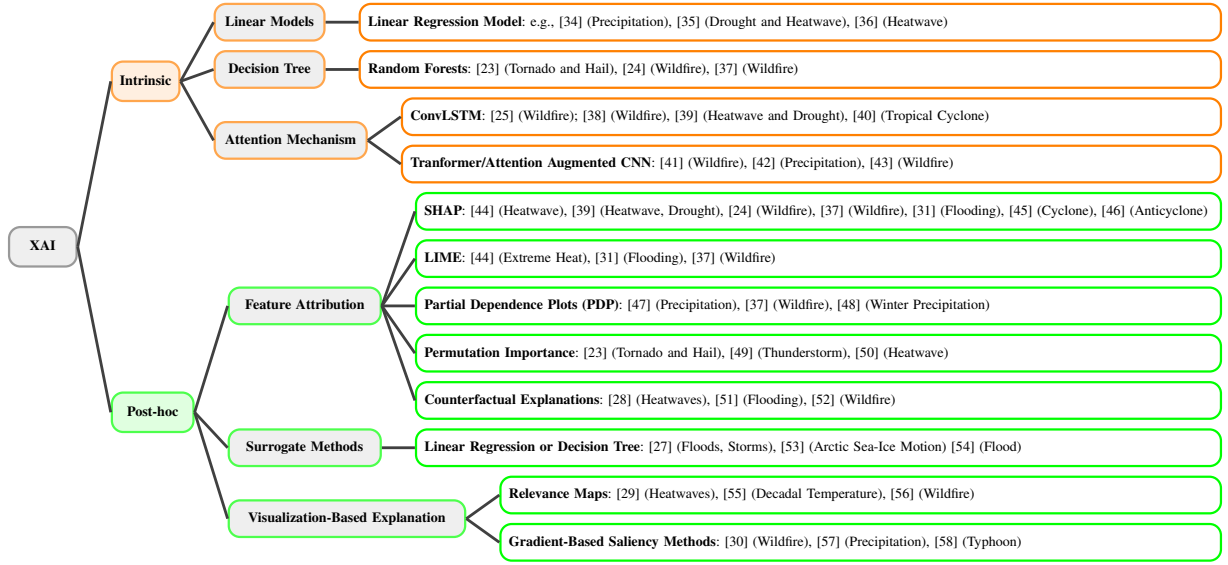 XAI
Intrinsic
Linear Models
Linear Regression Model: e.g., [34] (Precipitation), [35] (Drought and Heatwave), [36] (Heatwave)
Decision Tree
Random Forests: [23] (Tornado and Hail), [24] (Wildfire), [37] (Wildfire)
Attention Mechanism
ConvLSTM: [25] (Wildfire); [38] (Wildfire), [39] (Heatwave and Drought), [40] (Tropical Cyclone)
Tranformer/Attention Augmented CNN: [41] (Wildfire), [42] (Precipitation), [43] (Wildfire)
Post-hoc
Feature Attribution
SHAP: [44] (Heatwave), [39] (Heatwave, Drought), [24] (Wildfire), [37] (Wildfire), [31] (Flooding), [45] (Cyclone), [46] (Anticyclone)
LIME: [44] (Extreme Heat), [31] (Flooding), [37] (Wildfire)
Partial Dependence Plots (PDP): [47] (Precipitation), [37] (Wildfire), [48] (Winter Precipitation)
Permutation Importance: [23] (Tornado and Hail), [49] (Thunderstorm), [50] (Heatwave)
Counterfactual Explanations: [28] (Heatwaves), [51] (Flooding), [52] (Wildfire)
Surrogate Methods
Linear Regression or Decision Tree: [27] (Floods, Storms), [53] (Arctic Sea-Ice Motion) [54] (Flood)
Visualization-Based Explanation
Relevance Maps: [29] (Heatwaves), [55] (Decadal Temperature), [56] (Wildfire)
Gradient-Based Saliency Methods: [30] (Wildfire), [57] (Precipitation), [58] (Typhoon)